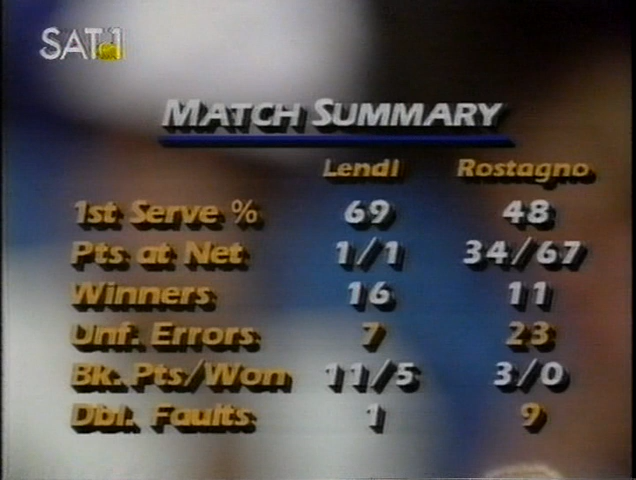 SAT.1
MATCH SUMMARY
Lendl Rostagno
1st Serve % 69 48
Pts at Net 1/1 34/67
Winners 16 11
Unf. Errors 7 23
Bk. Pts/Won 11/5 3/0
Dbl. Faults 1 9